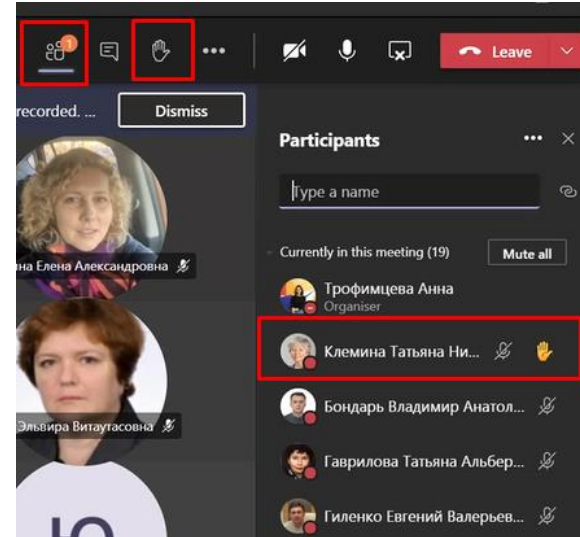 1
Leave
recorded. ...
Dismiss
Participants
Type a name
Currently in this meeting (19)
Mute all
Трофимцева Анна
Organiser
Клемина Татьяна Ни...
Бондарь Владимир Анатол...
Гаврилова Татьяна Альбер...
Гиленко Евгений Валерьев...
на Елена Александровна
Эльвира Витаутасовна
Ю